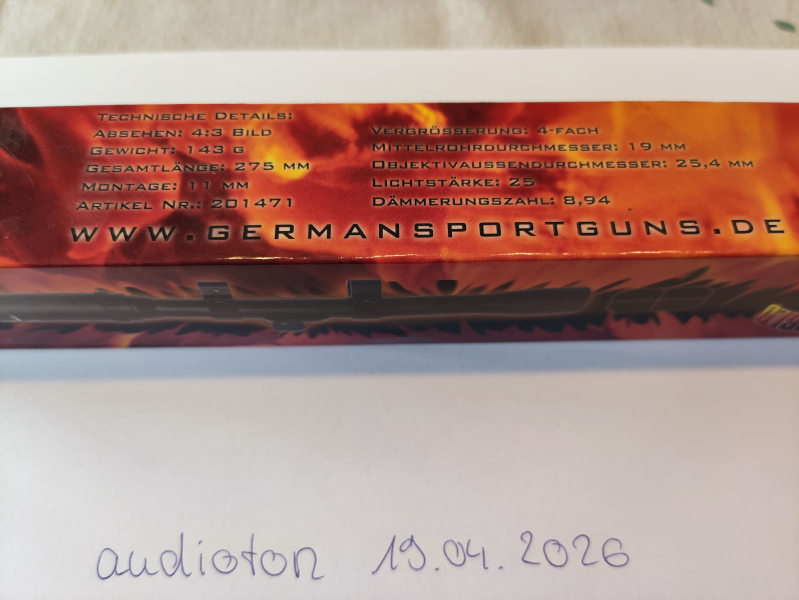 Technische Details:
Absehen: 4:3 Bild
Gewicht: 143 g
Gesamtlänge: 275 mm
Montage: 11 mm
Artikel Nr.: 201471
Vergrösserung: 4-fach
Mittelrohrdurchmesser: 19 mm
Objektivaussendurchmesser: 25,4 mm
Lichtstärke: 25
Dämmerungszahl: 8,94
www.germansportguns.de
audioton 19.04.2026